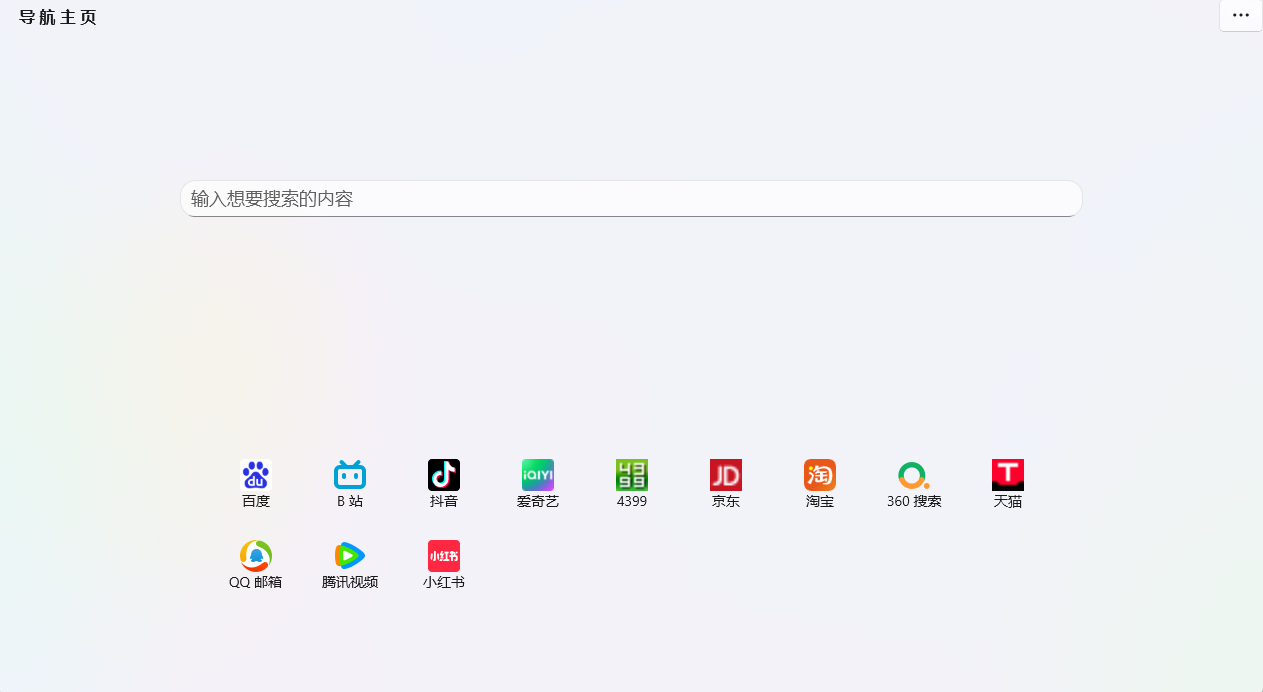 导航主页
输入想要搜索的内容
du
iQIYI
4399
JD
淘
T
百度
B 站
抖音
爱奇艺
4399
京东
淘宝
360 搜索
天猫
小红书
QQ 邮箱
腾讯视频
小红书